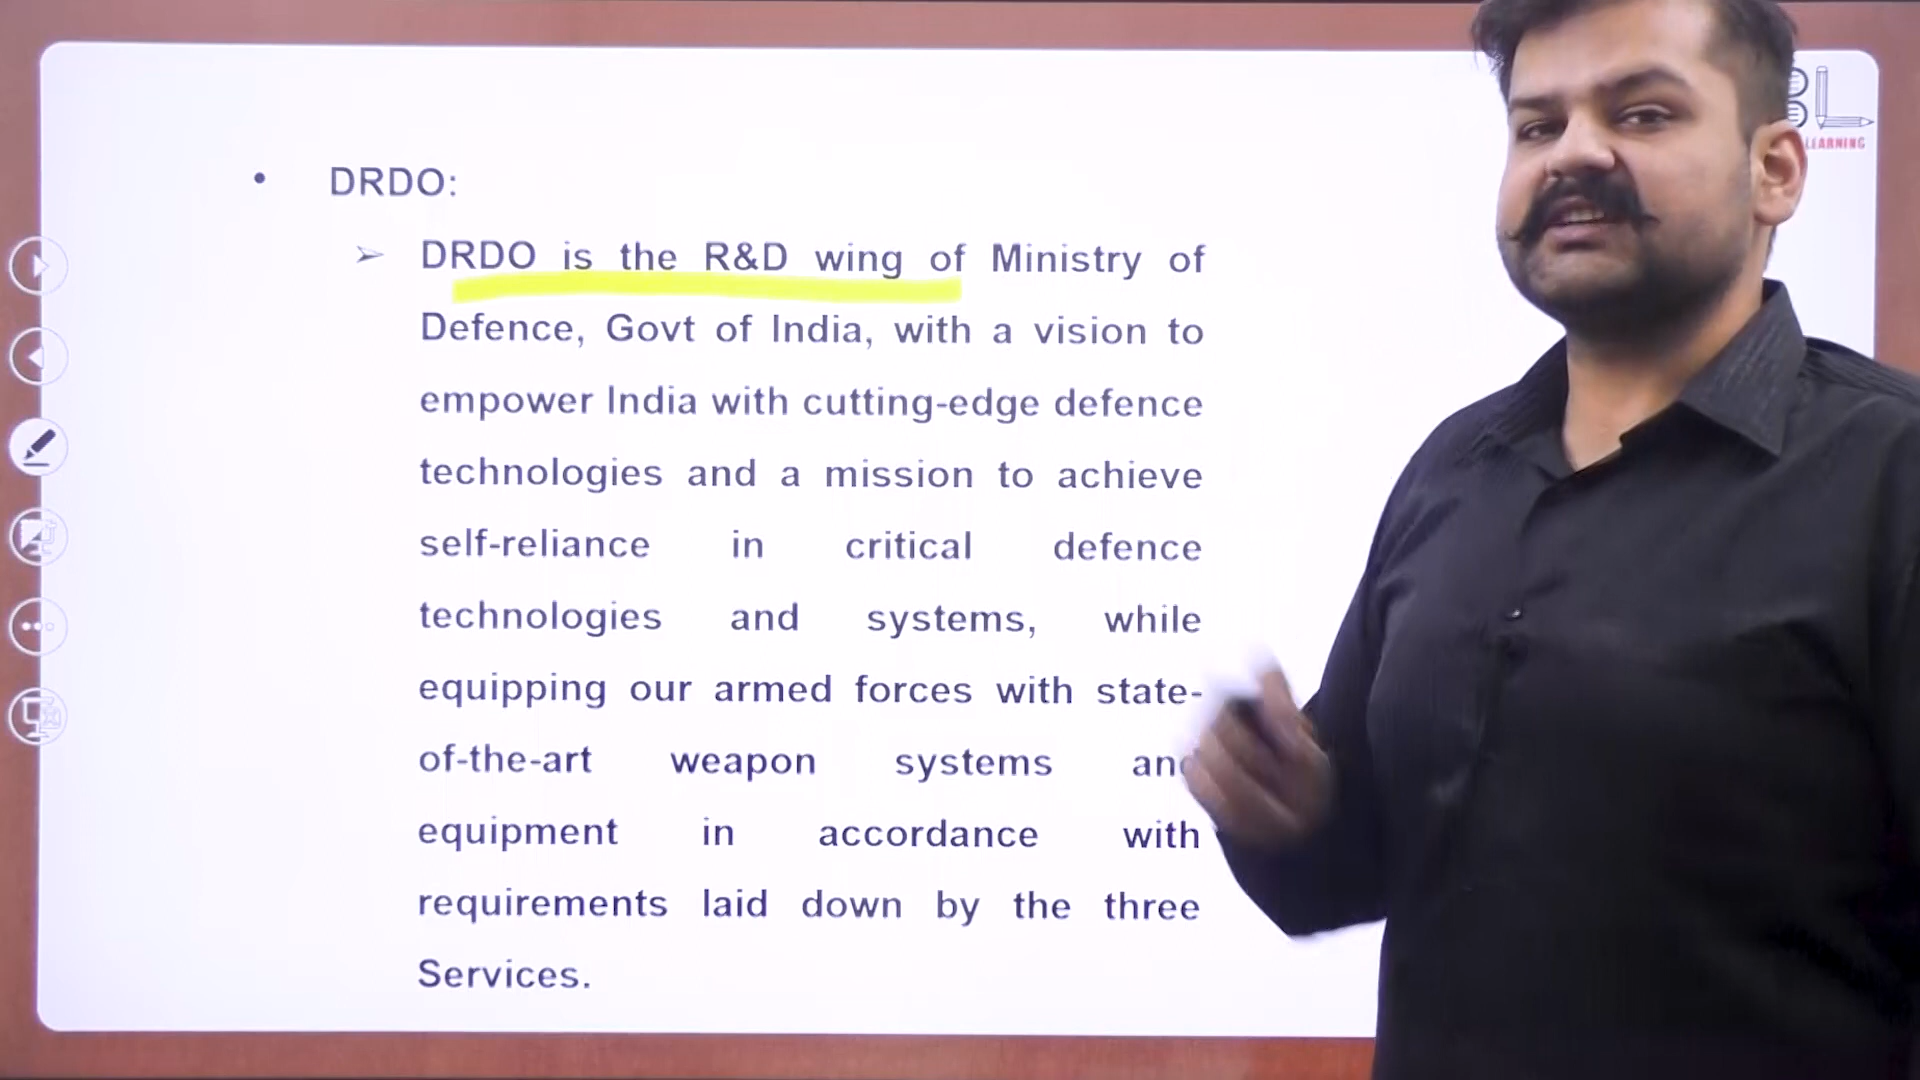 LEARNING
• DRDO:
➢ DRDO is the R&D wing of Ministry of
Defence, Govt of India, with a vision to
empower India with cutting-edge defence
technologies and a mission to achieve
self-reliance in critical defence
technologies and systems, while
equipping our armed forces with state-
of-the-art weapon systems and
equipment in accordance with
requirements laid down by the three
Services.